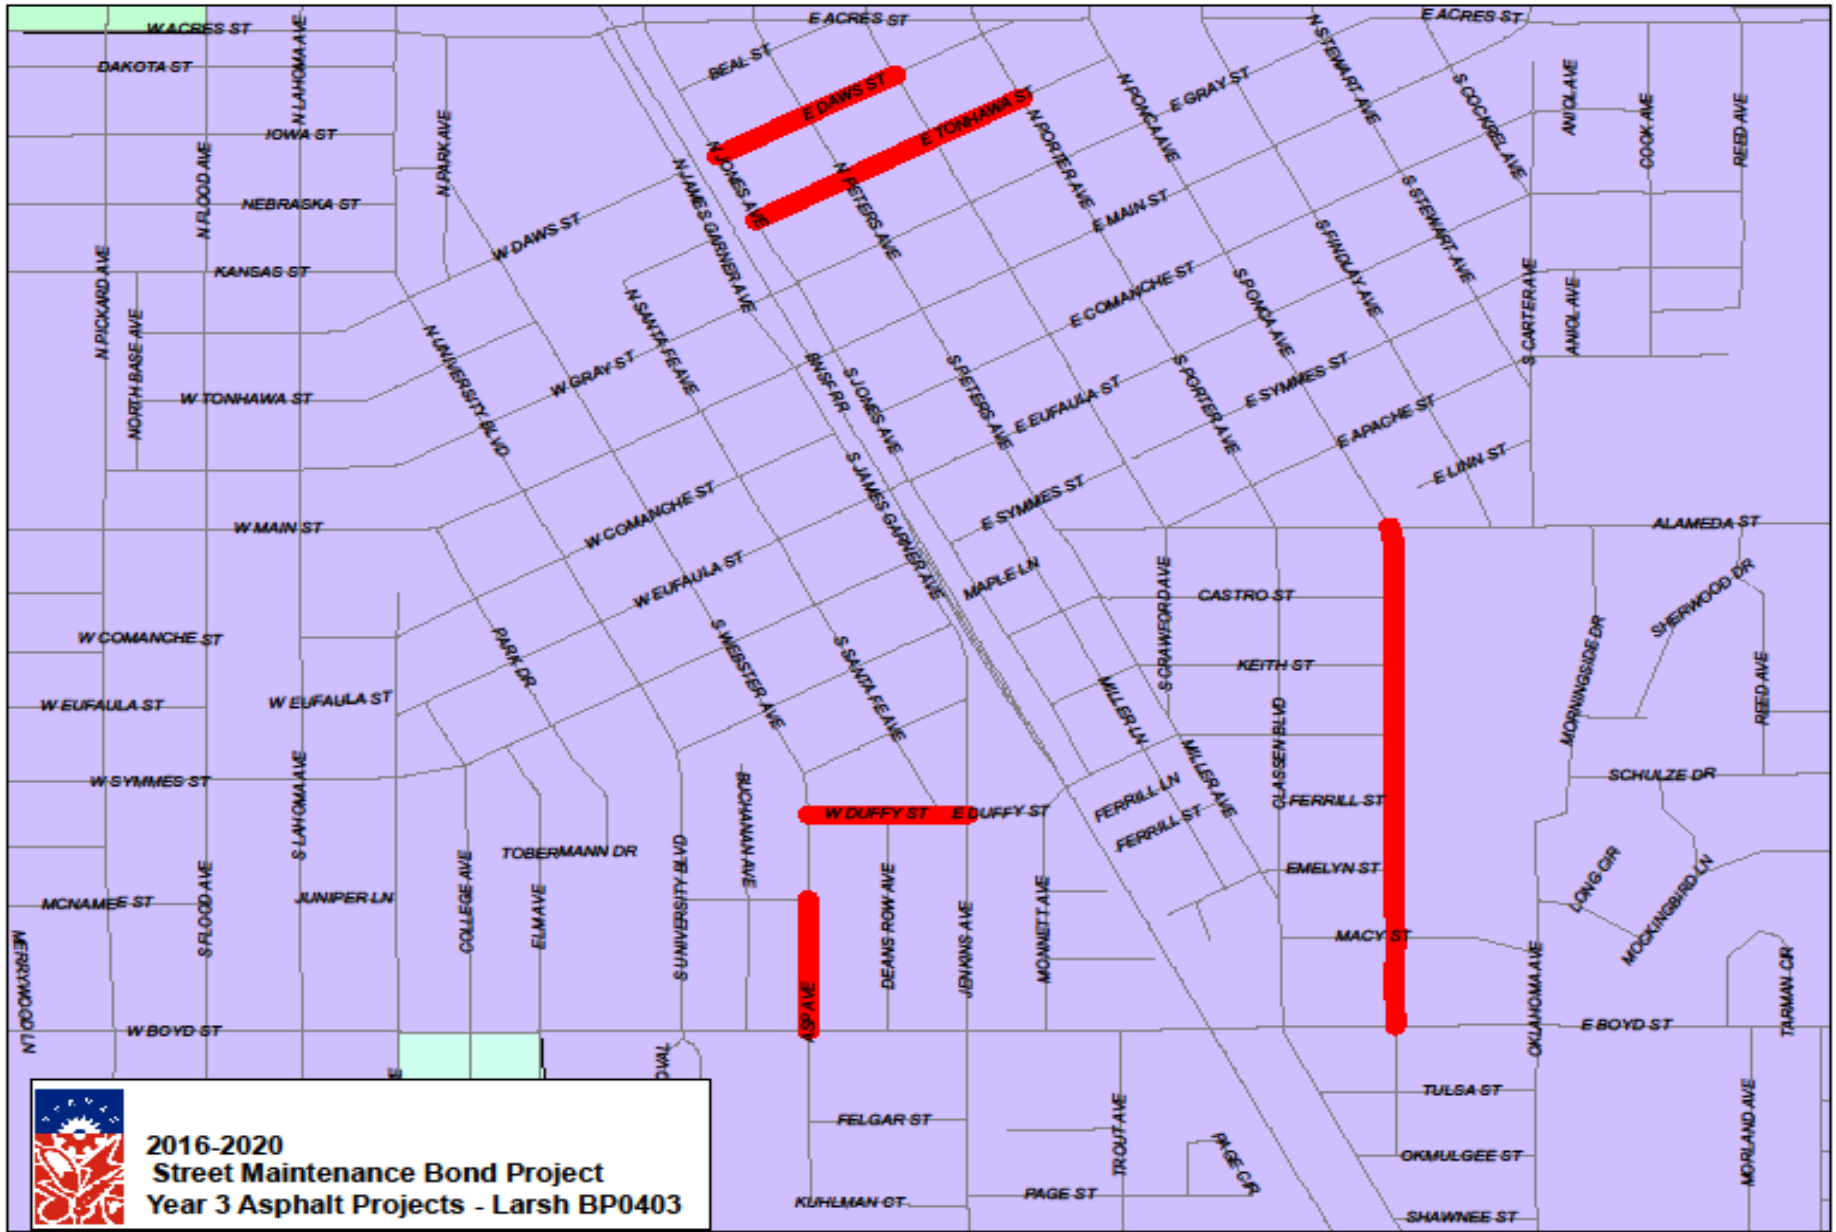 W ACRES ST
E ACRES ST
E ACRES ST
DAKOTA ST
N LAHOMA AVE
BEAL ST
N STEWART AVE
S COCKREL AVE
ANIOL AVE
COOK AVE
REED AVE
E DAWS ST
E TONHAWA ST
N PONCA AVE
E GRAY ST
IOWA ST
N PARK AVE
N FLOOD AVE
N JONES AVE
N PORTER AVE
NEBRASKA ST
N JAMES GARNER AVE
N PETERS AVE
E MAIN ST
S STEWART AVE
W DAWS ST
S FINDLAY AVE
KANSAS ST
N PICKARD AVE
NORTH BASE AVE
N SANTA FE AVE
E COMANCHE ST
S PONCA AVE
S CARTER AVE
ANIOL AVE
N UNIVERSITY BLVD
W GRAY ST
BNSF RR
S JONES AVE
S PETERS AVE
E EUFAULA ST
S PORTER AVE
E SYMMES ST
W TONHAWA ST
E APACHE ST
E LINN ST
S JAMES GARNER AVE
W COMANCHE ST
E SYMMES ST
W MAIN ST
ALAMEDA ST
W EUFAULA ST
MAPLE LN
S CRAWFORD AVE
CASTRO ST
SHERWOOD DR
W COMANCHE ST
PARK DR
S WEBSTER AVE
S SANTA FE AVE
KEITH ST
MORNINGSIDE DR
REED AVE
W EUFAULA ST
W EUFAULA ST
MILLER LN
CLASSEN BLVD
W SYMMES ST
S LAHOMA AVE
BUCHANAN AVE
MILLER AVE
SCHULZE DR
FERRILL LN
FERRILL ST
FERRILL ST
W DUFFY ST
E DUFFY ST
TOBERMANN DR
S UNIVERSITY BLVD
EMELYN ST
LONG CIR
MOCKINGBIRD LN
MCNAMEE ST
S FLOOD AVE
JUNIPER LN
COLLEGE AVE
ELM AVE
DEANS ROW AVE
JENKINS AVE
MONNETT AVE
MACY ST
MERRYWOOD LN
ASP AVE
OKLAHOMA AVE
TARMAN CIR
W BOYD ST
E BOYD ST
OVAL
TULSA ST
FELGAR ST
TROUT AVE
MORLAND AVE
PAGE CIR
OKMULGEE ST
KUHLMAN CT
PAGE ST
SHAWNEE ST
2016-2020
Street Maintenance Bond Project
Year 3 Asphalt Projects - Larsh BP0403